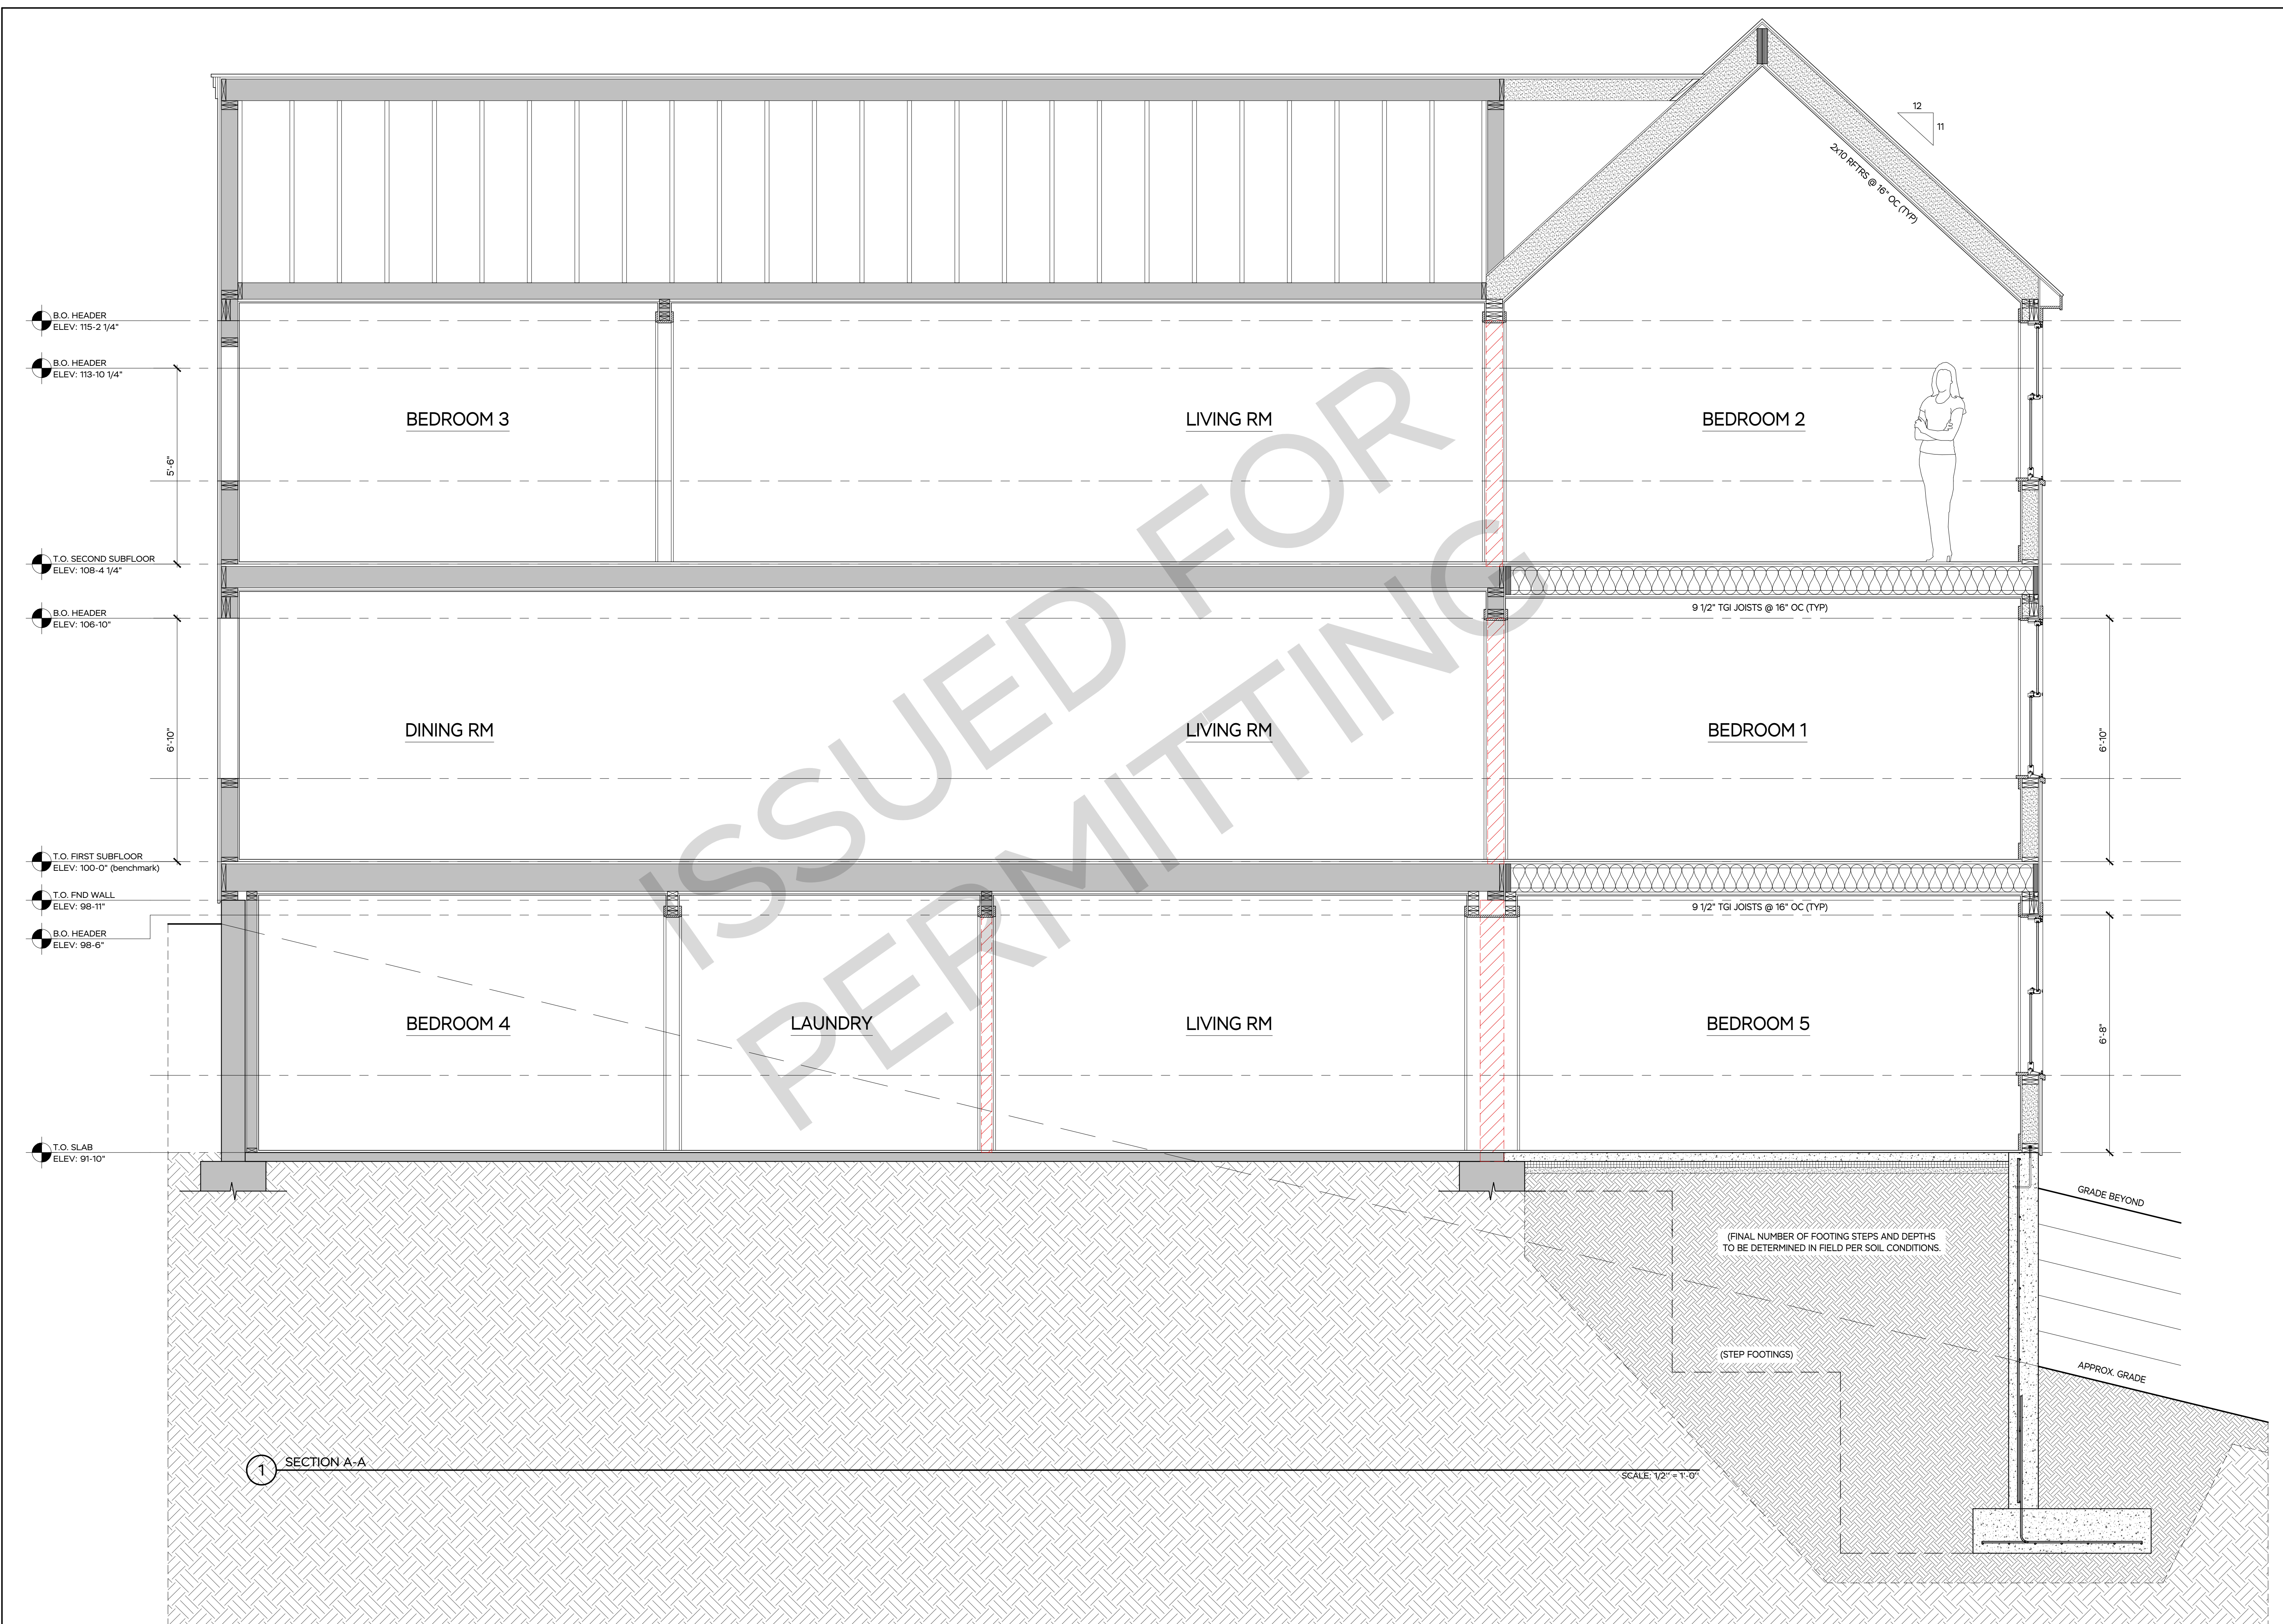 12
11
2x10 RFTRS @ 16" OC (TYP)
B.O. HEADER
ELEV: 115-2 1/4"
B.O. HEADER
ELEV: 113-10 1/4"
BEDROOM 3
LIVING RM
BEDROOM 2
5'-6"
T.O. SECOND SUBFLOOR
ELEV: 108-4 1/4"
B.O. HEADER
ELEV: 106-10"
9 1/2" TGI JOISTS @ 16" OC (TYP)
ISSUED FOR
PERMITTING
DINING RM
LIVING RM
BEDROOM 1
6'-10"
6'-10"
T.O. FIRST SUBFLOOR
ELEV: 100-0" (benchmark)
T.O. FND WALL
ELEV: 98-11"
B.O. HEADER
ELEV: 98-6"
9 1/2" TGI JOISTS @ 16" OC (TYP)
BEDROOM 4
LAUNDRY
LIVING RM
BEDROOM 5
6'-8"
T.O. SLAB
ELEV: 91-10"
GRADE BEYOND
(FINAL NUMBER OF FOOTING STEPS AND DEPTHS
TO BE DETERMINED IN FIELD PER SOIL CONDITIONS.
(STEP FOOTINGS)
APPROX. GRADE
1
SECTION A-A
SCALE: 1/2" = 1'-0"